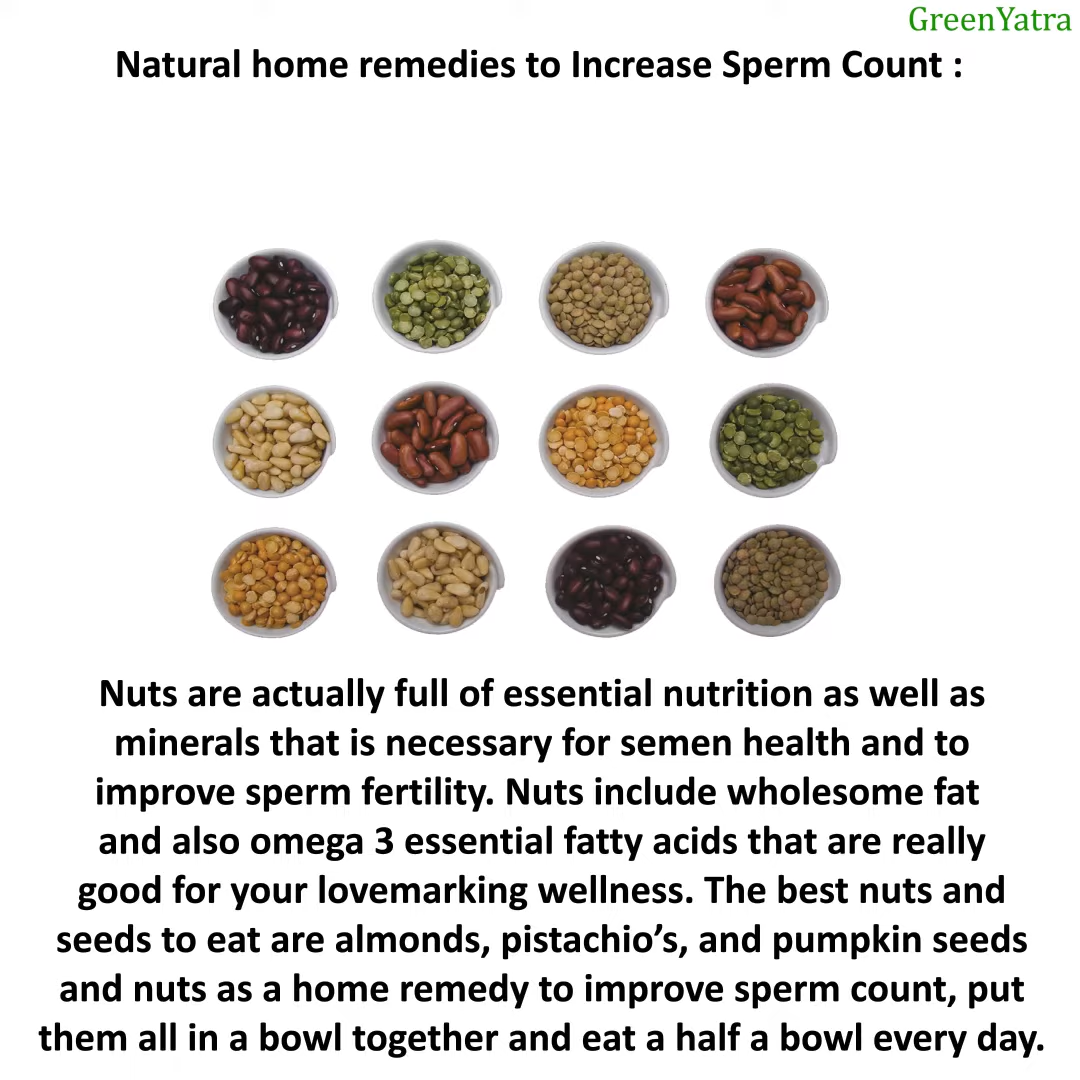 GreenYatra
Natural home remedies to Increase Sperm Count :
Nuts are actually full of essential nutrition as well as
minerals that is necessary for semen health and to
improve sperm fertility. Nuts include wholesome fat
and also omega 3 essential fatty acids that are really
good for your lovemarking wellness. The best nuts and
seeds to eat are almonds, pistachio’s, and pumpkin seeds
and nuts as a home remedy to improve sperm count, put
them all in a bowl together and eat a half a bowl every day.